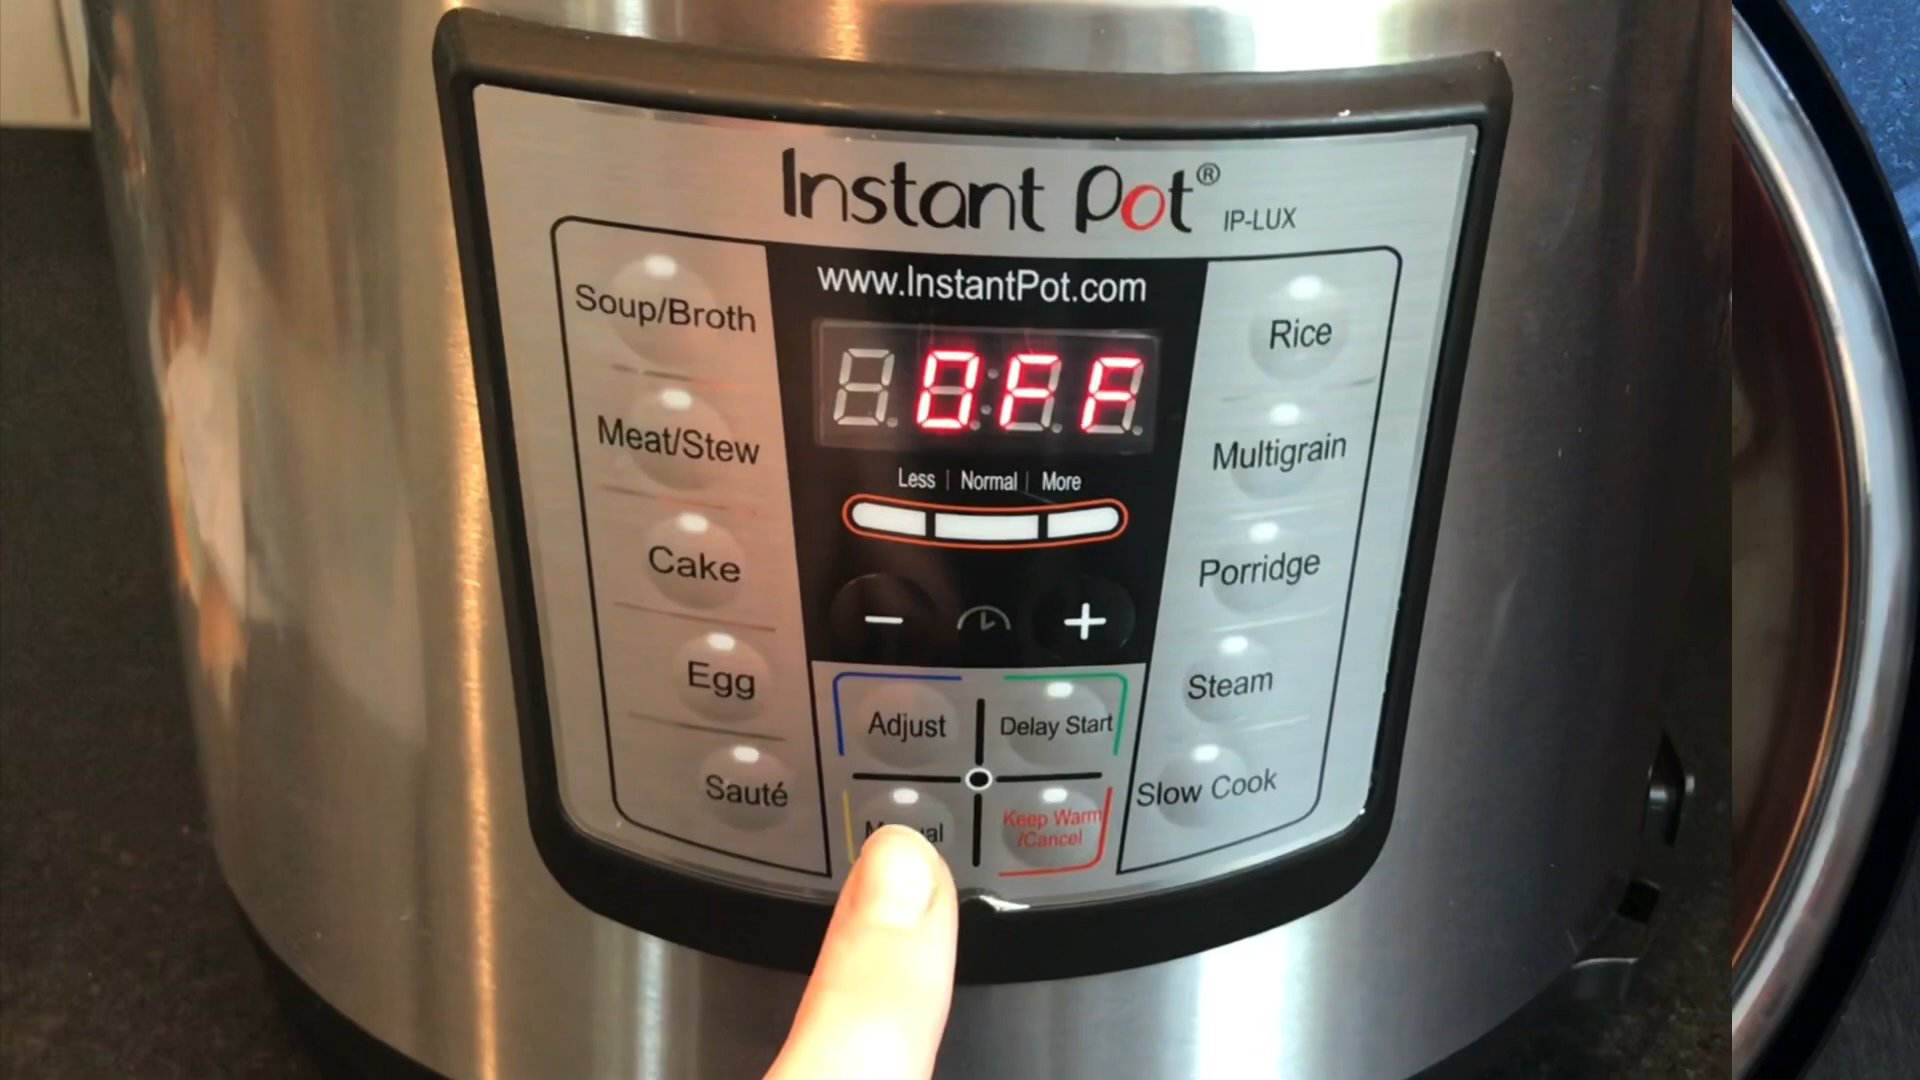 Instant Pot® IP-LUX
www.InstantPot.com
OFF
Less | Normal | More
Soup/Broth
Meat/Stew
Cake
Egg
Sauté
− +
Adjust
Delay Start
Keep Warm
/Cancel
Rice
Multigrain
Porridge
Steam
Slow Cook